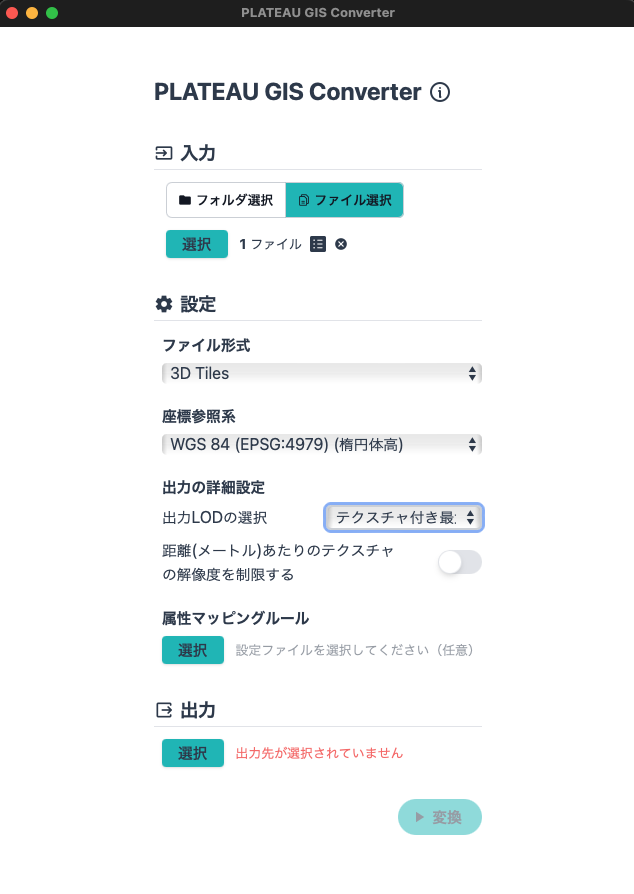 PLATEAU GIS Converter
PLATEAU GIS Converter
入力
フォルダ選択 ファイル選択
選択 1 ファイル
設定
ファイル形式
3D Tiles
座標参照系
WGS 84 (EPSG:4979) (楕円体高)
出力の詳細設定
出力LODの選択 テクスチャ付き最
距離(メートル)あたりのテクスチャ
の解像度を制限する
属性マッピングルール
選択 設定ファイルを選択してください（任意）
出力
選択 出力先が選択されていません
変換